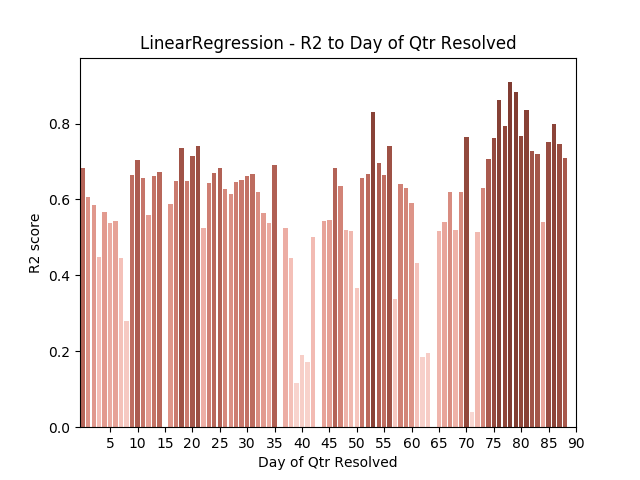 LinearRegression - R2 to Day of Qtr Resolved
0.8
0.6
0.4
0.2
0.0
R2 score
5 10 15 20 25 30 35 40 45 50 55 60 65 70 75 80 85 90
Day of Qtr Resolved